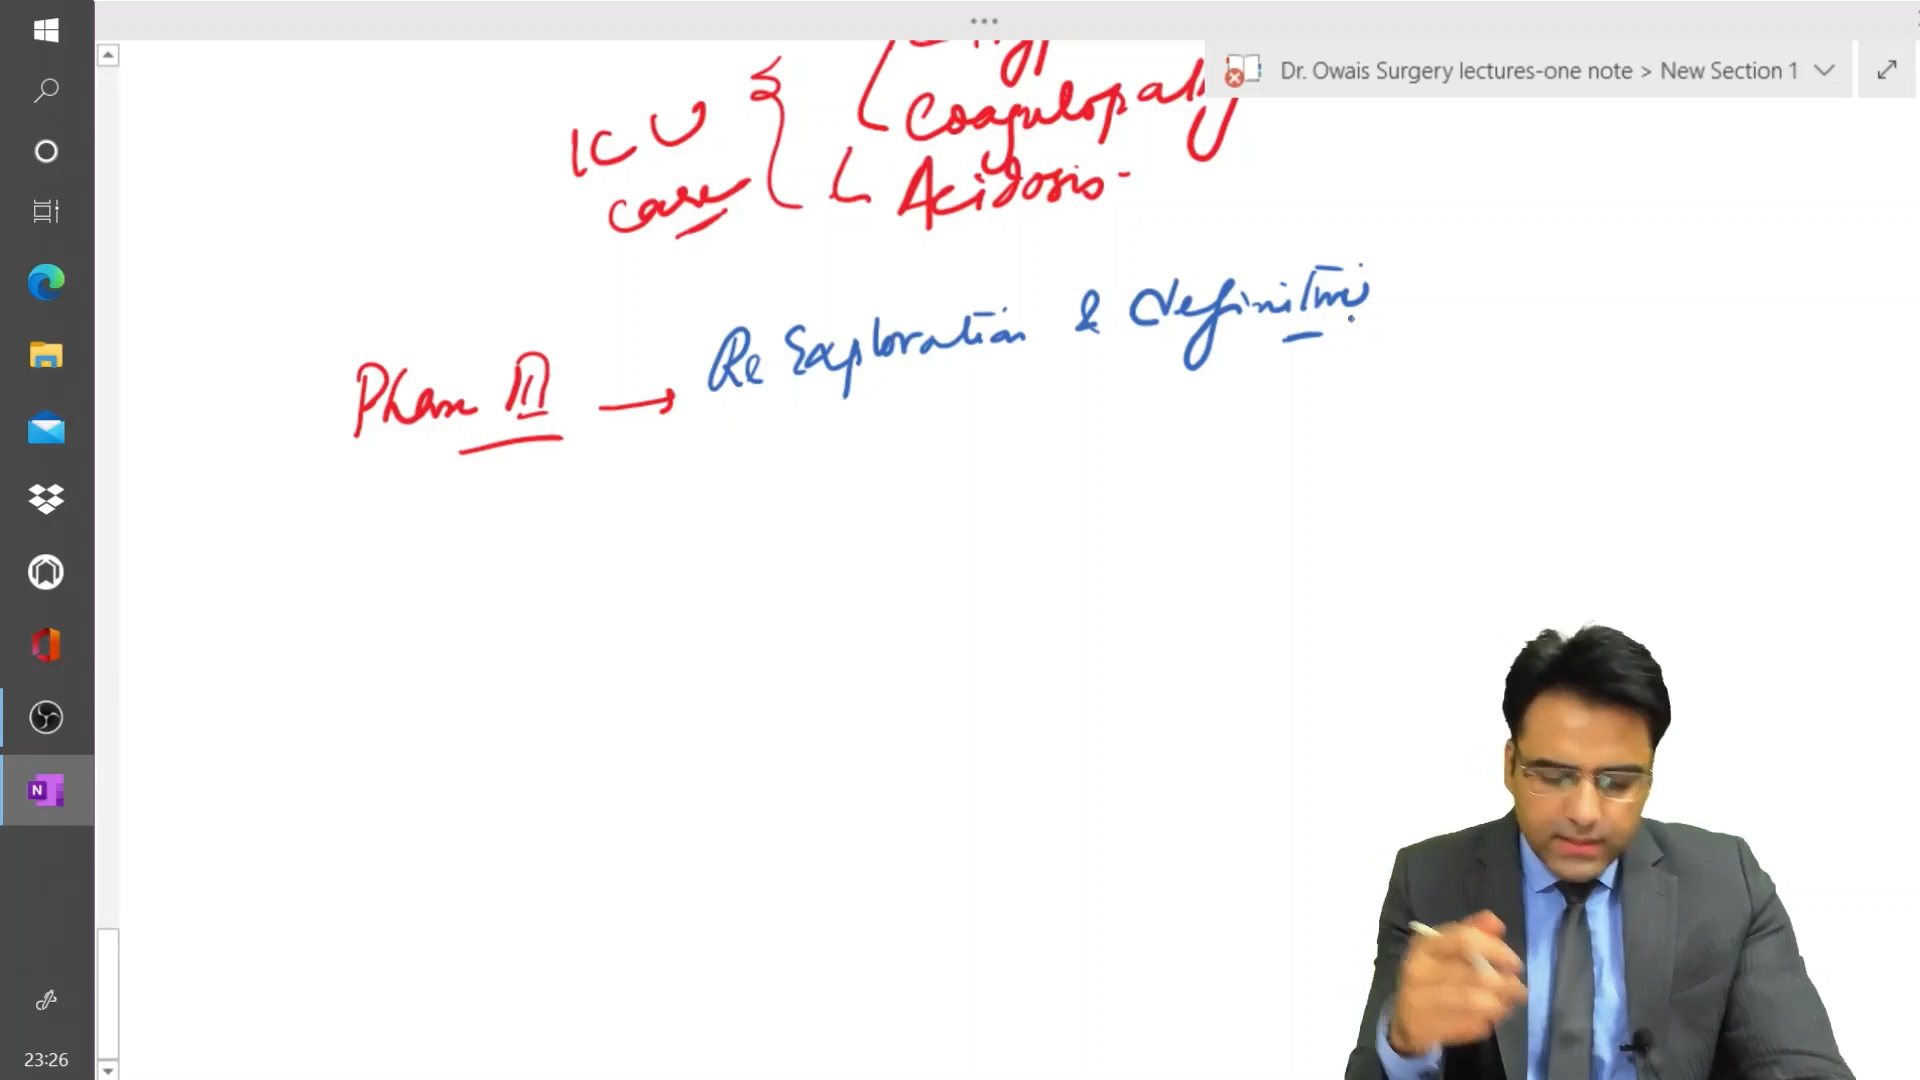 Dr. Owais Surgery lectures-one note > New Section 1
ICU
care
Coagulopathy
Acidosis
Phase III → Re Exploration & definitive
N
23:26